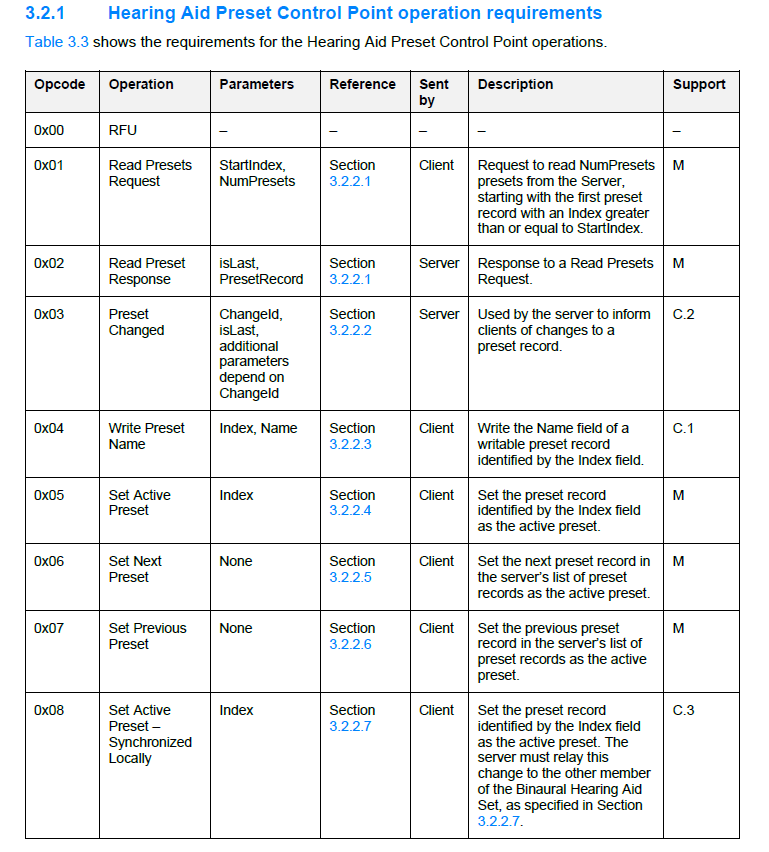 3.2.1 Hearing Aid Preset Control Point operation requirements
Table 3.3 shows the requirements for the Hearing Aid Preset Control Point operations.
Opcode Operation Parameters Reference Sent by Description Support
0x00 RFU – – – – –
0x01 Read Presets Request StartIndex, NumPresets Section 3.2.2.1 Client Request to read NumPresets presets from the Server, starting with the first preset record with an Index greater than or equal to StartIndex. M
0x02 Read Preset Response isLast, PresetRecord Section 3.2.2.1 Server Response to a Read Presets Request. M
0x03 Preset Changed ChangeId, isLast, additional parameters depend on ChangeId Section 3.2.2.2 Server Used by the server to inform clients of changes to a preset record. C.2
0x04 Write Preset Name Index, Name Section 3.2.2.3 Client Write the Name field of a writable preset record identified by the Index field. C.1
0x05 Set Active Preset Index Section 3.2.2.4 Client Set the preset record identified by the Index field as the active preset. M
0x06 Set Next Preset None Section 3.2.2.5 Client Set the next preset record in the server's list of preset records as the active preset. M
0x07 Set Previous Preset None Section 3.2.2.6 Client Set the previous preset record in the server's list of preset records as the active preset. M
0x08 Set Active Preset – Synchronized Locally Index Section 3.2.2.7 Client Set the preset record identified by the Index field as the active preset. The server must relay this change to the other member of the Binaural Hearing Aid Set, as specified in Section 3.2.2.7. C.3